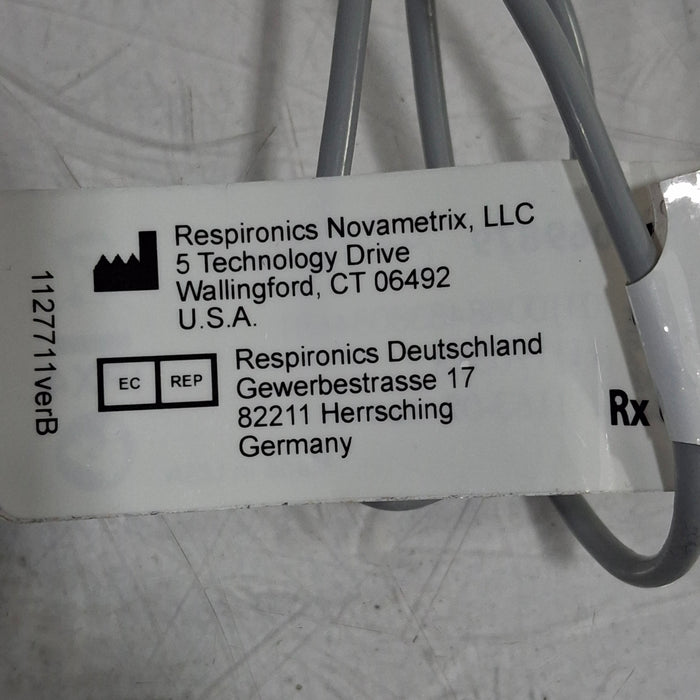 Respironics Novametrix, LLC
5 Technology Drive
Wallingford, CT 06492
U.S.A.
EC REP
Respironics Deutschland
Gewerbestrasse 17
82211 Herrsching
Germany
1127711verB
Rx